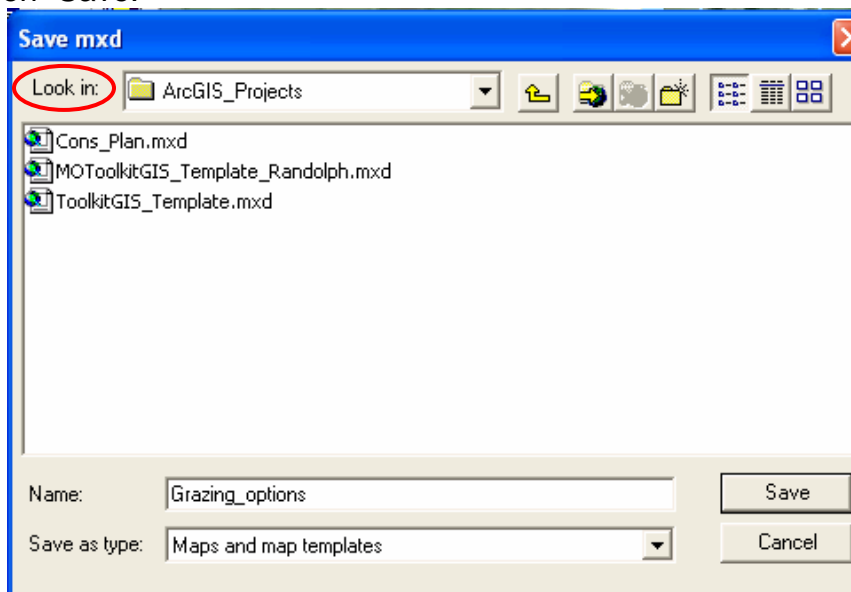 Save mxd
Look in: ArcGIS_Projects
Cons_Plan.mxd
MOToolkitGIS_Template_Randolph.mxd
ToolkitGIS_Template.mxd
Name: Grazing_options Save
Save as type: Maps and map templates Cancel